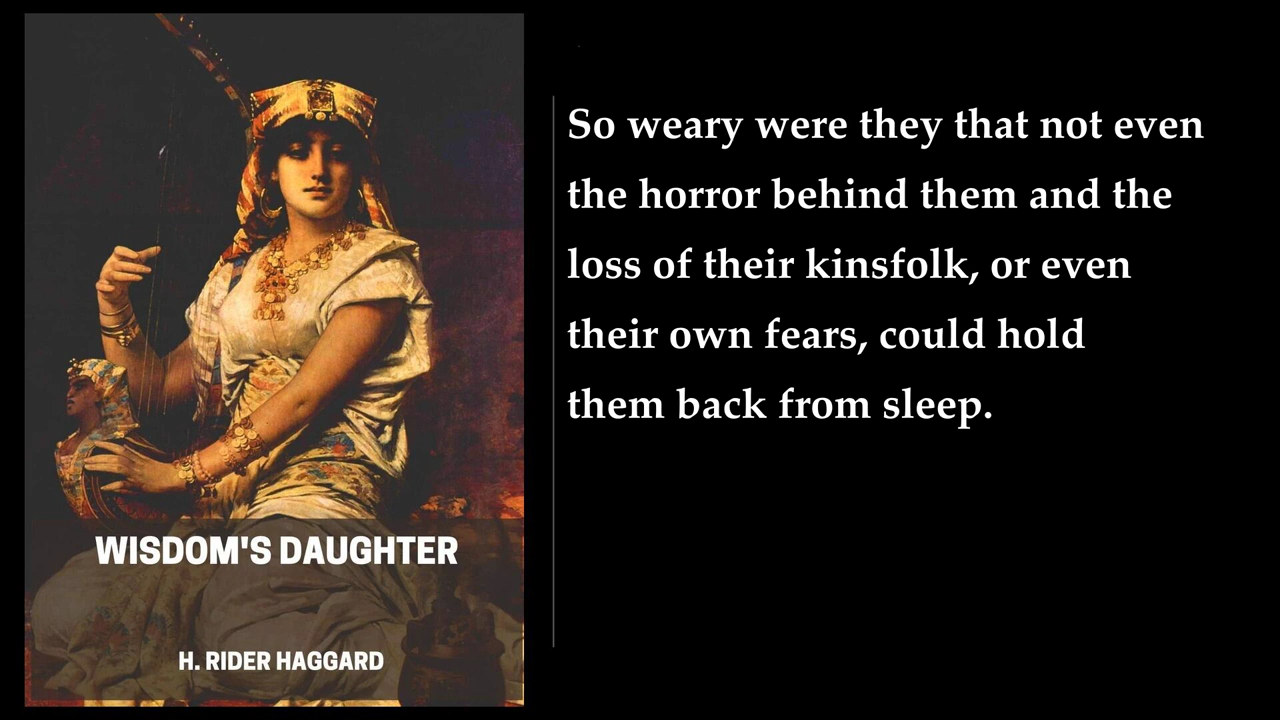 WISDOM'S DAUGHTER
H. RIDER HAGGARD
So weary were they that not even
the horror behind them and the
loss of their kinsfolk, or even
their own fears, could hold
them back from sleep.